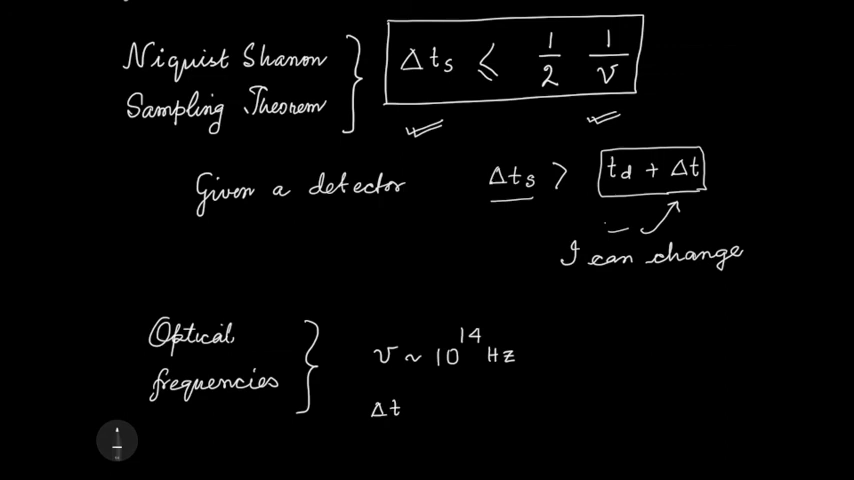 Niquist Shanon
Sampling Theorem } Δts ≤ 1/2 1/ν
Given a detector Δts > td + Δt
I can change
Optical
frequencies } ν ~ 10^14 Hz
Δt